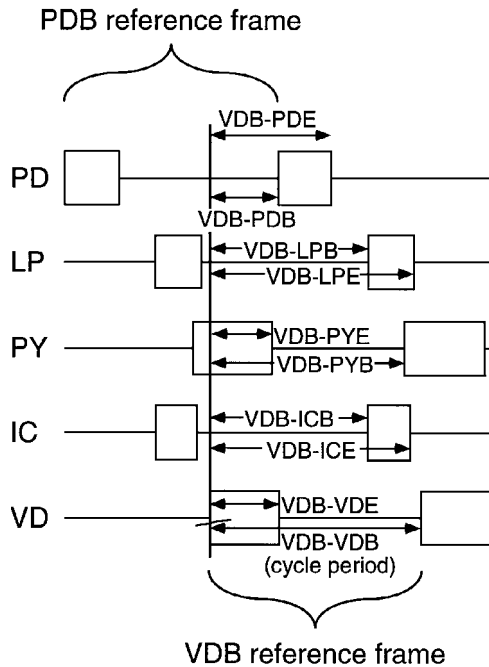 PDB reference frame
VDB-PDE
PD
VDB-PDB
LP
VDB-LPB
VDB-LPE
PY
VDB-PYE
VDB-PYB
IC
VDB-ICB
VDB-ICE
VD
VDB-VDE
VDB-VDB
(cycle period)
VDB reference frame